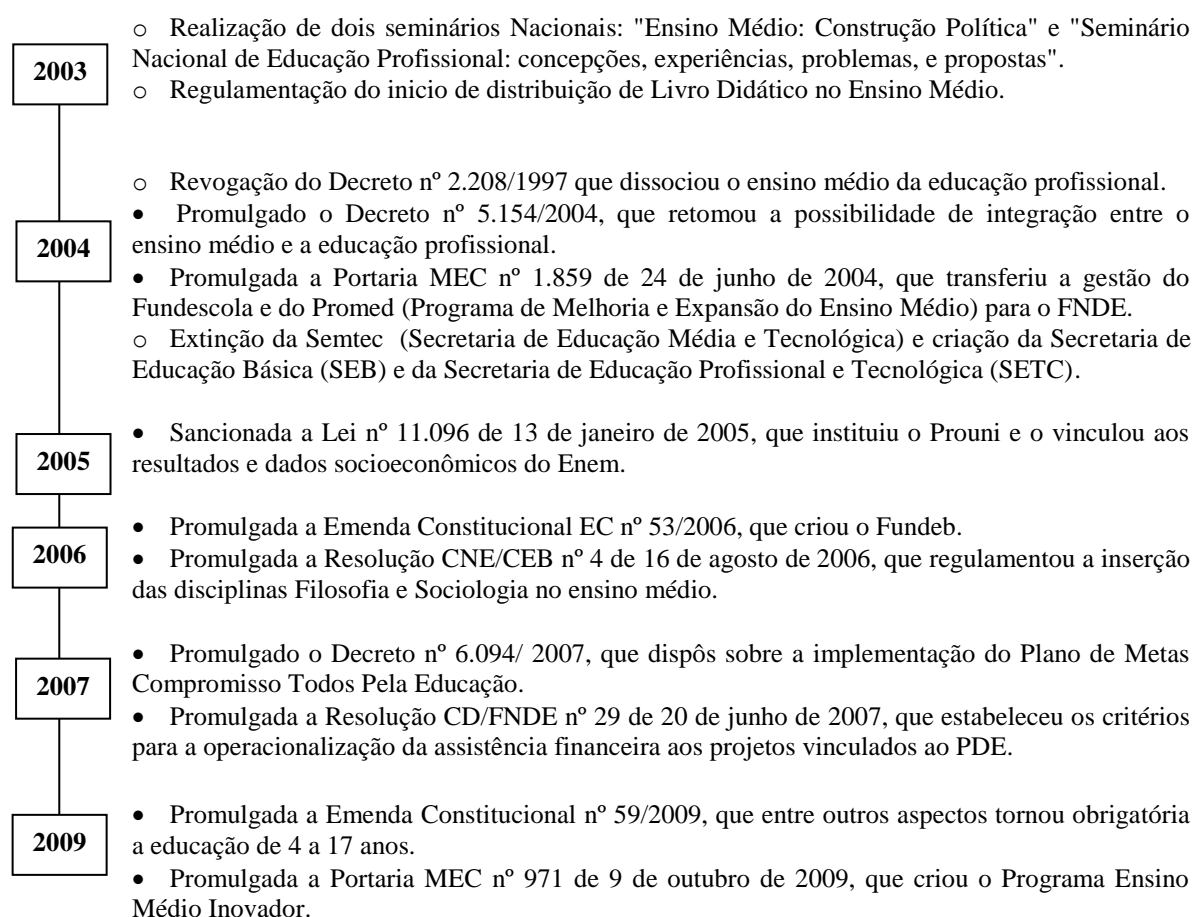 o Realização de dois seminários Nacionais: "Ensino Médio: Construção Política" e "Seminário
Nacional de Educação Profissional: concepções, experiências, problemas, e propostas".
o Regulamentação do inicio de distribuição de Livro Didático no Ensino Médio.
2003
o Revogação do Decreto nº 2.208/1997 que dissociou o ensino médio da educação profissional.
• Promulgado o Decreto nº 5.154/2004, que retomou a possibilidade de integração entre o
ensino médio e a educação profissional.
• Promulgada a Portaria MEC nº 1.859 de 24 de junho de 2004, que transferiu a gestão do
Fundescola e do Promed (Programa de Melhoria e Expansão do Ensino Médio) para o FNDE.
o Extinção da Semtec (Secretaria de Educação Média e Tecnológica) e criação da Secretaria de
Educação Básica (SEB) e da Secretaria de Educação Profissional e Tecnológica (SETC).
2004
• Sancionada a Lei nº 11.096 de 13 de janeiro de 2005, que instituiu o Prouni e o vinculou aos
resultados e dados socioeconômicos do Enem.
2005
• Promulgada a Emenda Constitucional EC nº 53/2006, que criou o Fundeb.
• Promulgada a Resolução CNE/CEB nº 4 de 16 de agosto de 2006, que regulamentou a inserção
das disciplinas Filosofia e Sociologia no ensino médio.
2006
• Promulgado o Decreto nº 6.094/ 2007, que dispôs sobre a implementação do Plano de Metas
Compromisso Todos Pela Educação.
• Promulgada a Resolução CD/FNDE nº 29 de 20 de junho de 2007, que estabeleceu os critérios
para a operacionalização da assistência financeira aos projetos vinculados ao PDE.
2007
• Promulgada a Emenda Constitucional nº 59/2009, que entre outros aspectos tornou obrigatória
a educação de 4 a 17 anos.
• Promulgada a Portaria MEC nº 971 de 9 de outubro de 2009, que criou o Programa Ensino
Médio Inovador.
2009